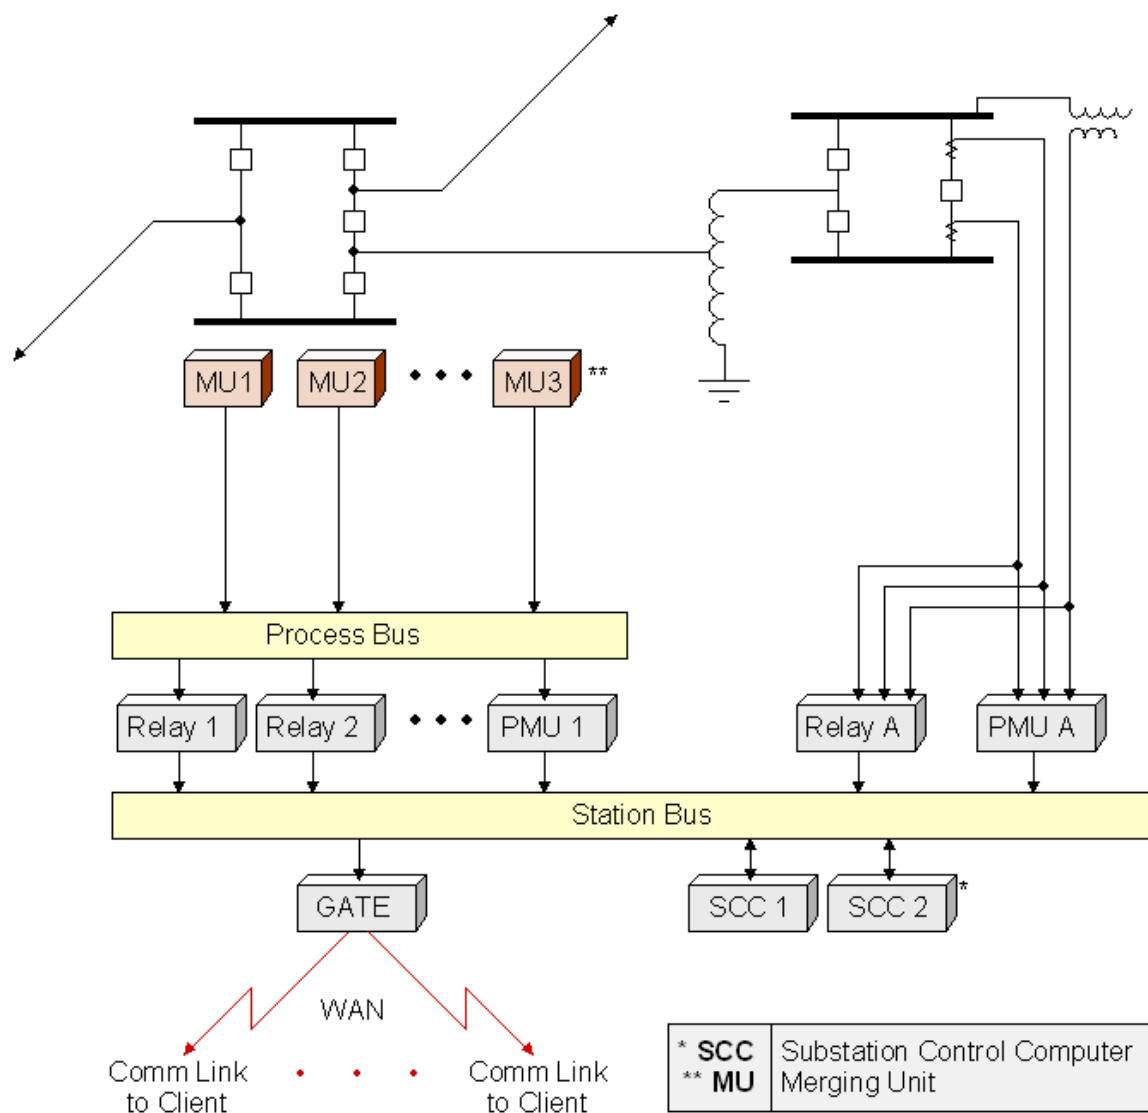 MU1
MU2
MU3
**
Process Bus
Relay 1
Relay 2
PMU 1
Relay A
PMU A
Station Bus
GATE
SCC 1
SCC 2
*
WAN
Comm Link
to Client
Comm Link
to Client
* SCC Substation Control Computer
** MU Merging Unit